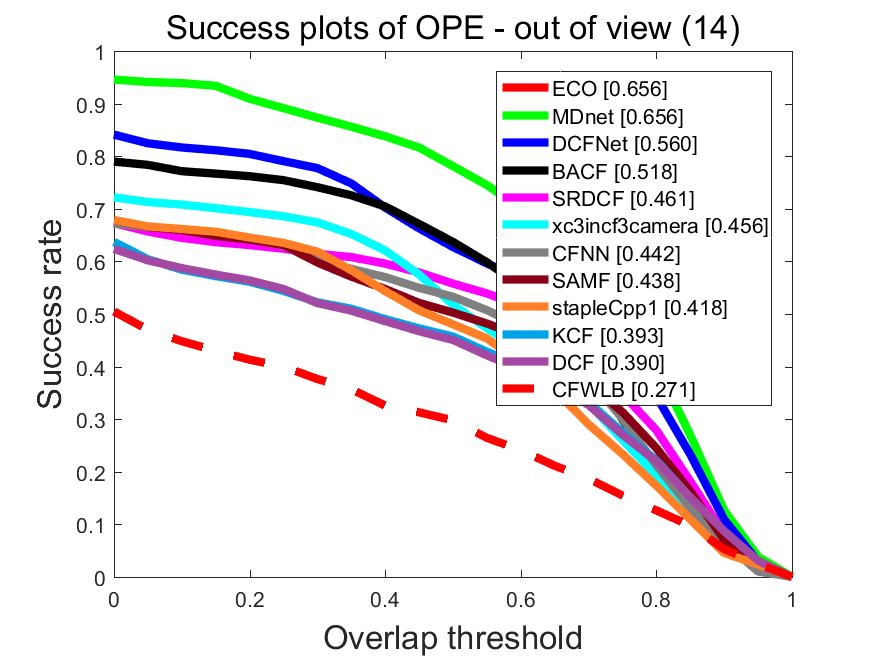 Success plots of OPE - out of view (14)
1
0.9
0.8
0.7
0.6
0.5
0.4
0.3
0.2
0.1
0
Success rate
ECO [0.656]
MDnet [0.656]
DCFNet [0.560]
BACF [0.518]
SRDCF [0.461]
xc3incf3camera [0.456]
CFNN [0.442]
SAMF [0.438]
stapleCpp1 [0.418]
KCF [0.393]
DCF [0.390]
CFWLB [0.271]
0 0.2 0.4 0.6 0.8 1
Overlap threshold